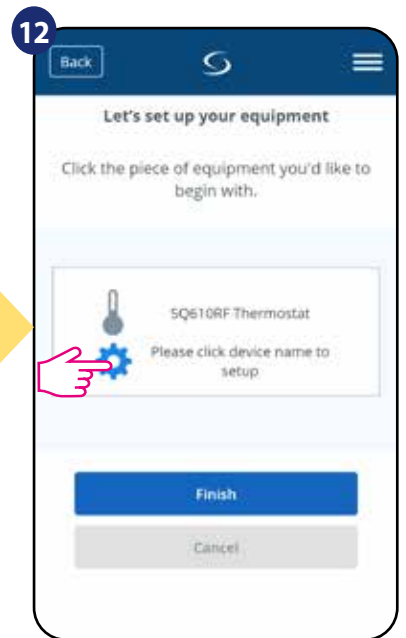 12
Back
Let's set up your equipment
Click the piece of equipment you'd like to
begin with.
SQ610RF Thermostat
Please click device name to
setup
Finish
Cancel